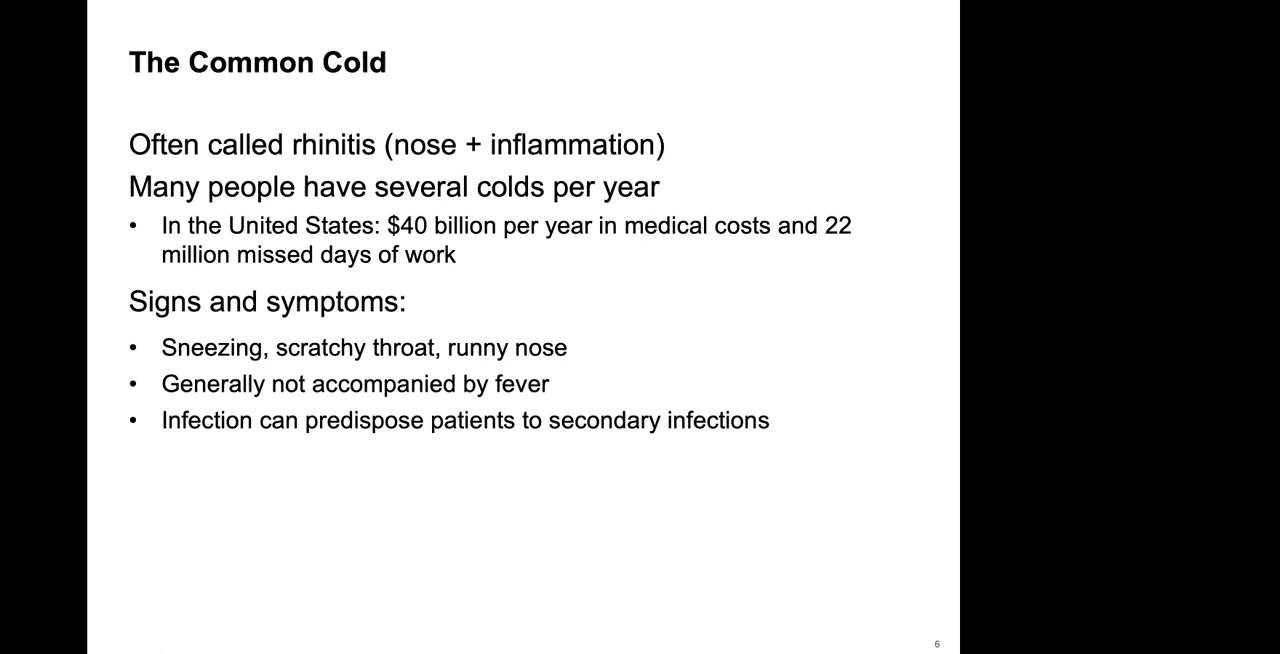 The Common Cold
Often called rhinitis (nose + inflammation)
Many people have several colds per year
• In the United States: $40 billion per year in medical costs and 22
million missed days of work
Signs and symptoms:
• Sneezing, scratchy throat, runny nose
• Generally not accompanied by fever
• Infection can predispose patients to secondary infections
6